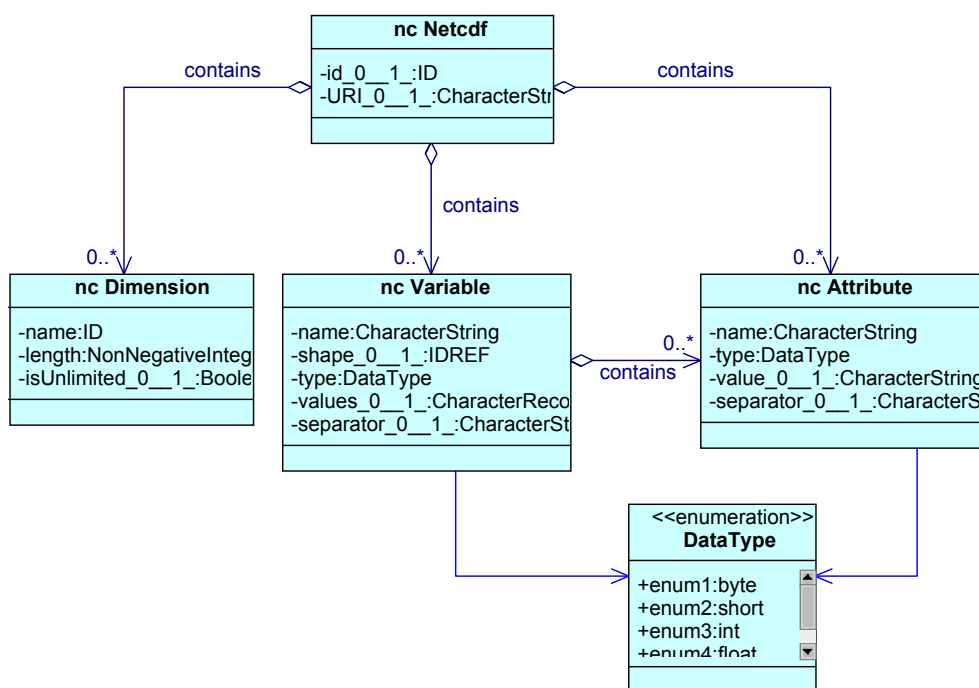 nc Netcdf
-id_0__1_:ID
-URI_0__1_:CharacterStr
contains
contains
contains
0..*
0..*
0..*
nc Dimension
-name:ID
-length:NonNegativeInteg
-isUnlimited_0__1_:Boole
nc Variable
-name:CharacterString
-shape_0__1_:IDREF
-type:DataType
-values_0__1_:CharacterReco
-separator_0__1_:CharacterSt
0..*
contains
nc Attribute
-name:CharacterString
-type:DataType
-value_0__1_:CharacterString
-separator_0__1_:CharacterS
<<enumeration>>
DataType
+enum1:byte
+enum2:short
+enum3:int
+enum4:float